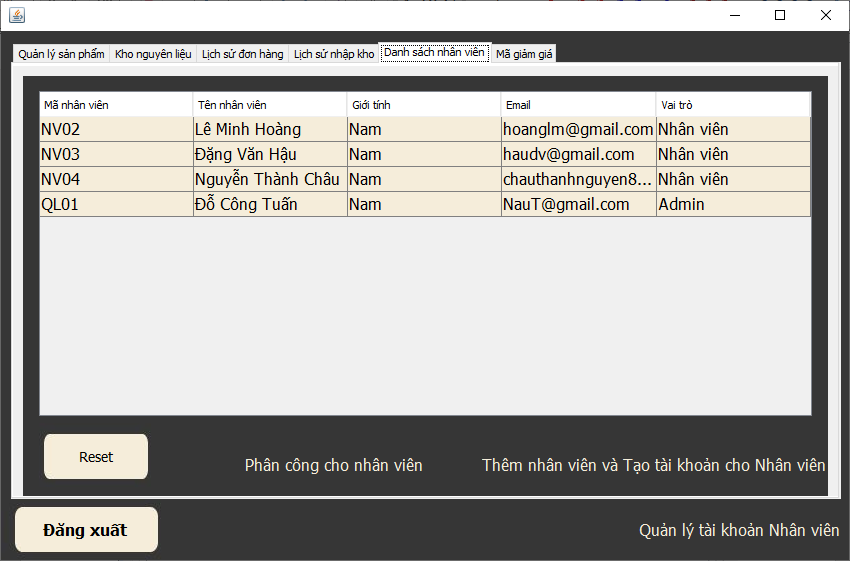 Quản lý sản phẩm Kho nguyên liệu Lịch sử đơn hàng Lịch sử nhập kho Danh sách nhân viên Mã giảm giá
Mã nhân viên Tên nhân viên Giới tính Email Vai trò
NV02 Lê Minh Hoàng Nam hoanglm@gmail.com Nhân viên
NV03 Đặng Văn Hậu Nam haudv@gmail.com Nhân viên
NV04 Nguyễn Thành Châu Nam chauthanhnguyen8... Nhân viên
QL01 Đỗ Công Tuấn Nam NauT@gmail.com Admin
Reset Phân công cho nhân viên Thêm nhân viên và Tạo tài khoản cho Nhân viên
Đăng xuất Quản lý tài khoản Nhân viên